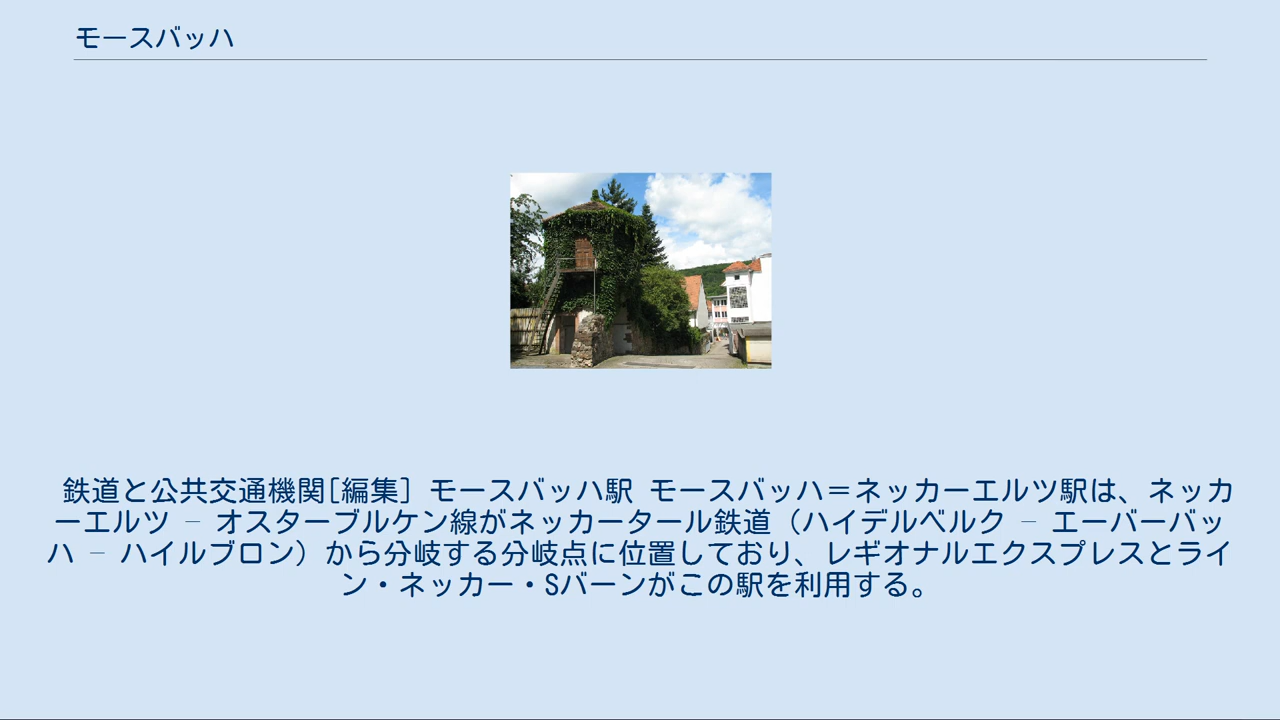 モースバッハ
鉄道と公共交通機関[編集] モースバッハ駅 モースバッハ＝ネッカーエルツ駅は、ネッカ
ーエルツ – オスターブルケン線がネッカータール鉄道（ハイデルベルク – エーバーバッ
ハ – ハイルブロン）から分岐する分岐点に位置しており、レギオナルエクスプレスとライ
ン・ネッカー・Sバーンがこの駅を利用する。